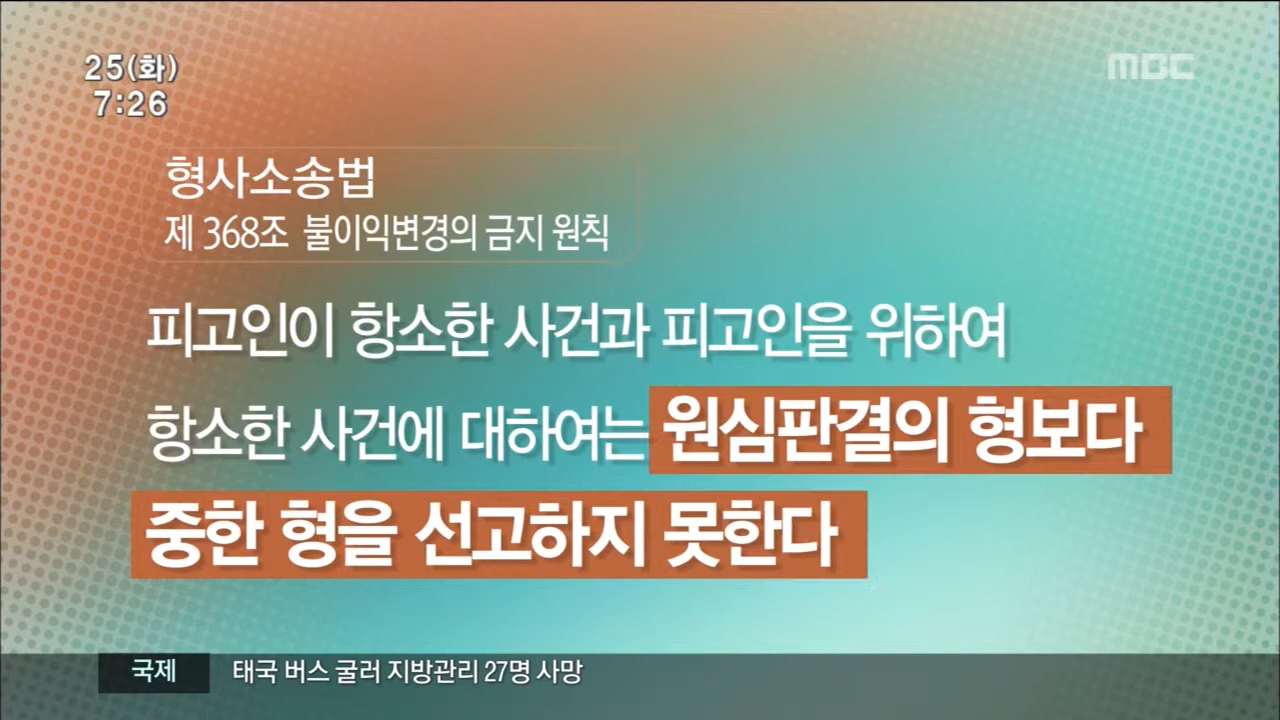 25(화)
7:26
MBC
형사소송법
제 368조 불이익변경의 금지 원칙
피고인이 항소한 사건과 피고인을 위하여
항소한 사건에 대하여는 원심판결의 형보다
중한 형을 선고하지 못한다
국제 태국 버스 굴러 지방관리 27명 사망